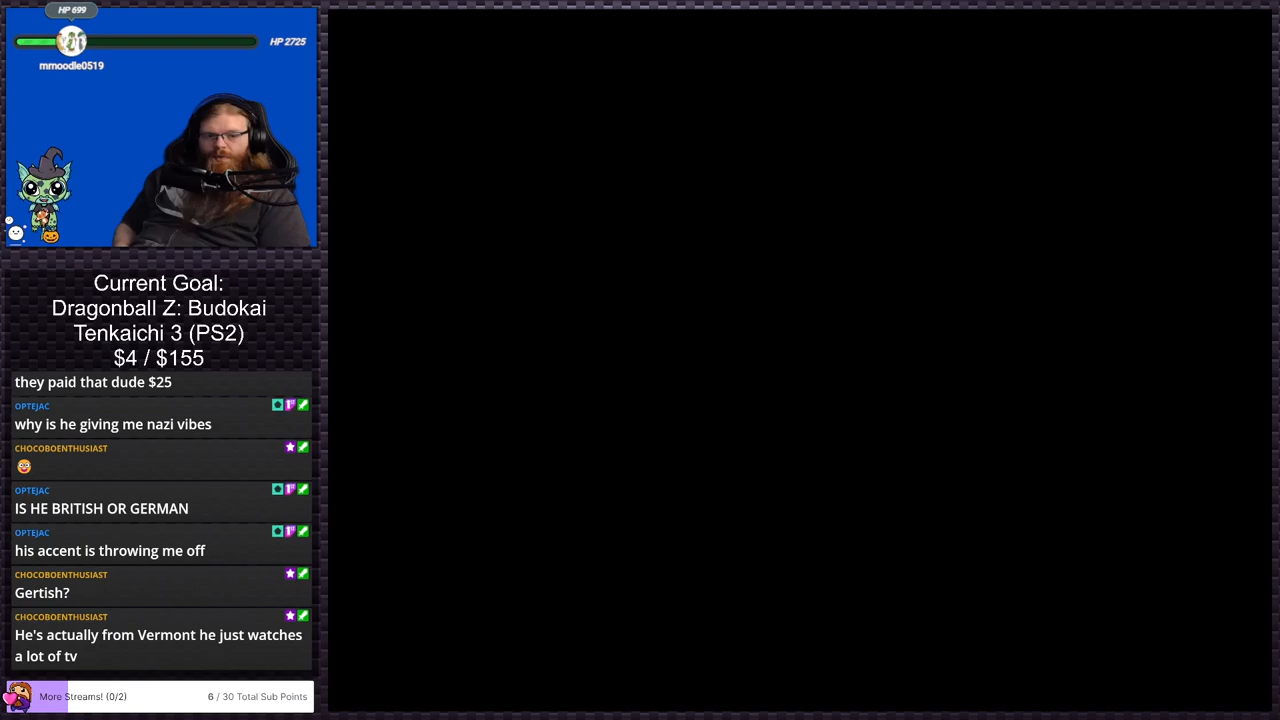 HP 699
HP 2725
mrnoodle0519
Current Goal:
Dragonball Z: Budokai
Tenkaichi 3 (PS2)
$4 / $155
they paid that dude $25
OPTEJAC
why is he giving me nazi vibes
CHOCOBOENTHUSIAST
OPTEJAC
IS HE BRITISH OR GERMAN
OPTEJAC
his accent is throwing me off
CHOCOBOENTHUSIAST
Gertish?
CHOCOBOENTHUSIAST
He's actually from Vermont he just watches
a lot of tv
More Streams! (0/2)
6 / 30 Total Sub Points